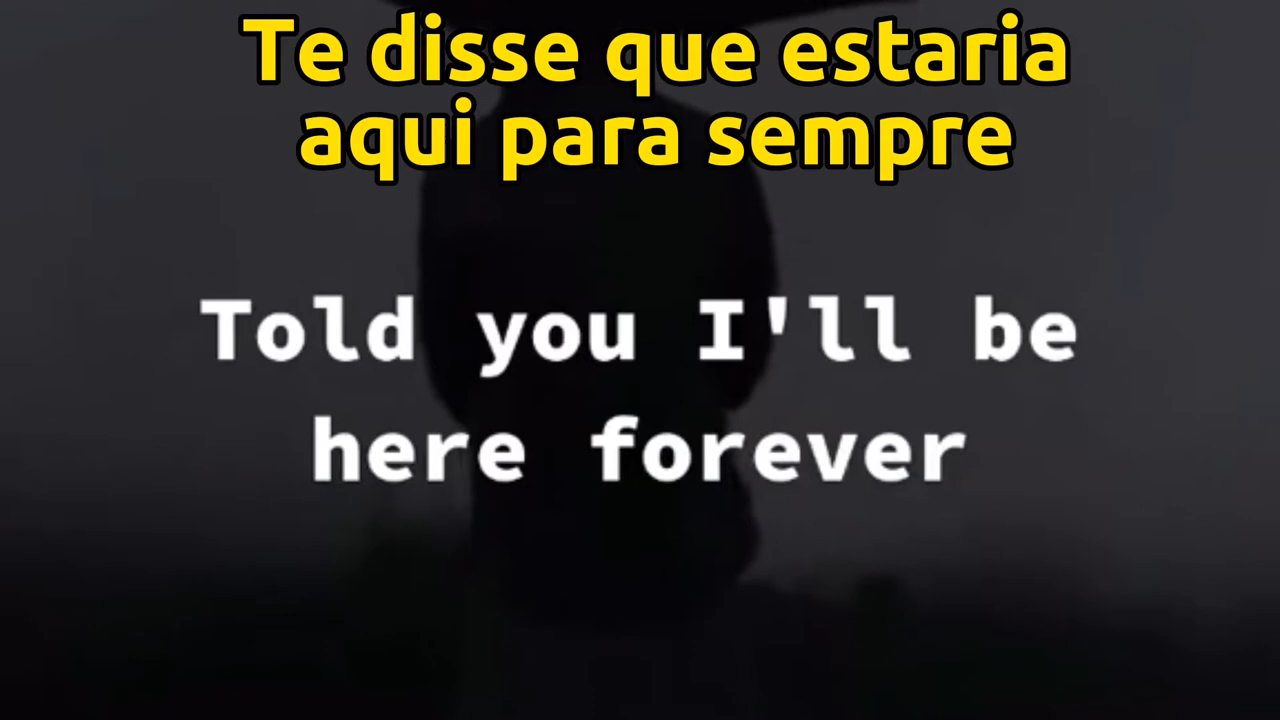 Te disse que estaria
aqui para sempre
Told you I'll be
here forever